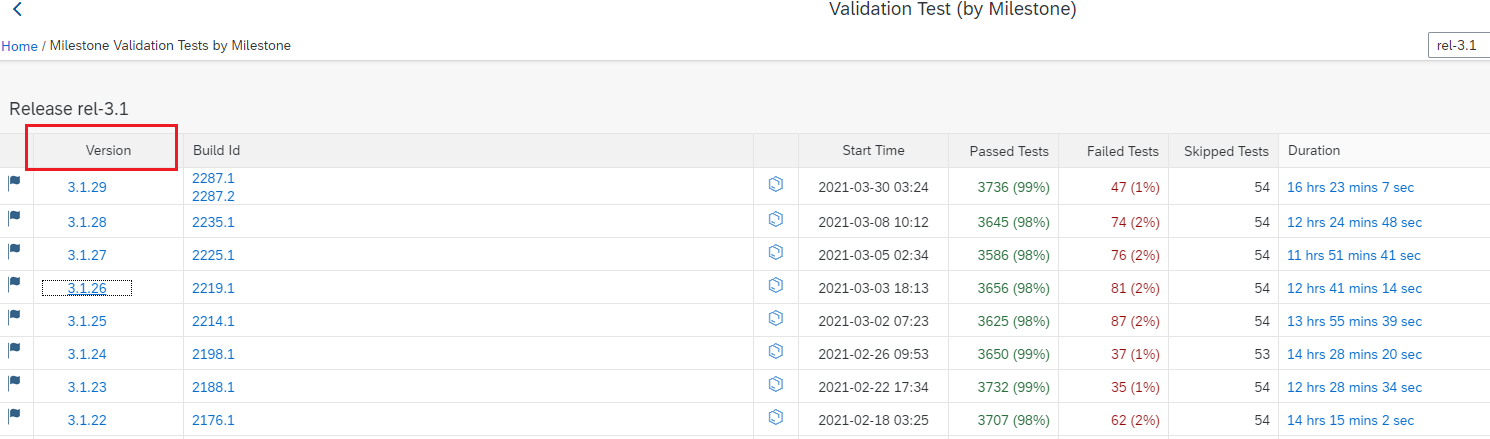 Validation Test (by Milestone)
Home / Milestone Validation Tests by Milestone
rel-3.1
Release rel-3.1
Version Build Id Start Time Passed Tests Failed Tests Skipped Tests Duration
3.1.29 2287.1 2021-03-30 03:24 3736 (99%) 47 (1%) 54 16 hrs 23 mins 7 sec
2287.2
3.1.28 2235.1 2021-03-08 10:12 3645 (98%) 74 (2%) 54 12 hrs 24 mins 48 sec
3.1.27 2225.1 2021-03-05 02:34 3586 (98%) 76 (2%) 54 11 hrs 51 mins 41 sec
3.1.26 2219.1 2021-03-03 18:13 3656 (98%) 81 (2%) 54 12 hrs 41 mins 14 sec
3.1.25 2214.1 2021-03-02 07:23 3625 (98%) 87 (2%) 54 13 hrs 55 mins 39 sec
3.1.24 2198.1 2021-02-26 09:53 3650 (99%) 37 (1%) 53 14 hrs 28 mins 20 sec
3.1.23 2188.1 2021-02-22 17:34 3732 (99%) 35 (1%) 54 12 hrs 28 mins 34 sec
3.1.22 2176.1 2021-02-18 03:25 3707 (98%) 62 (2%) 54 14 hrs 15 mins 2 sec